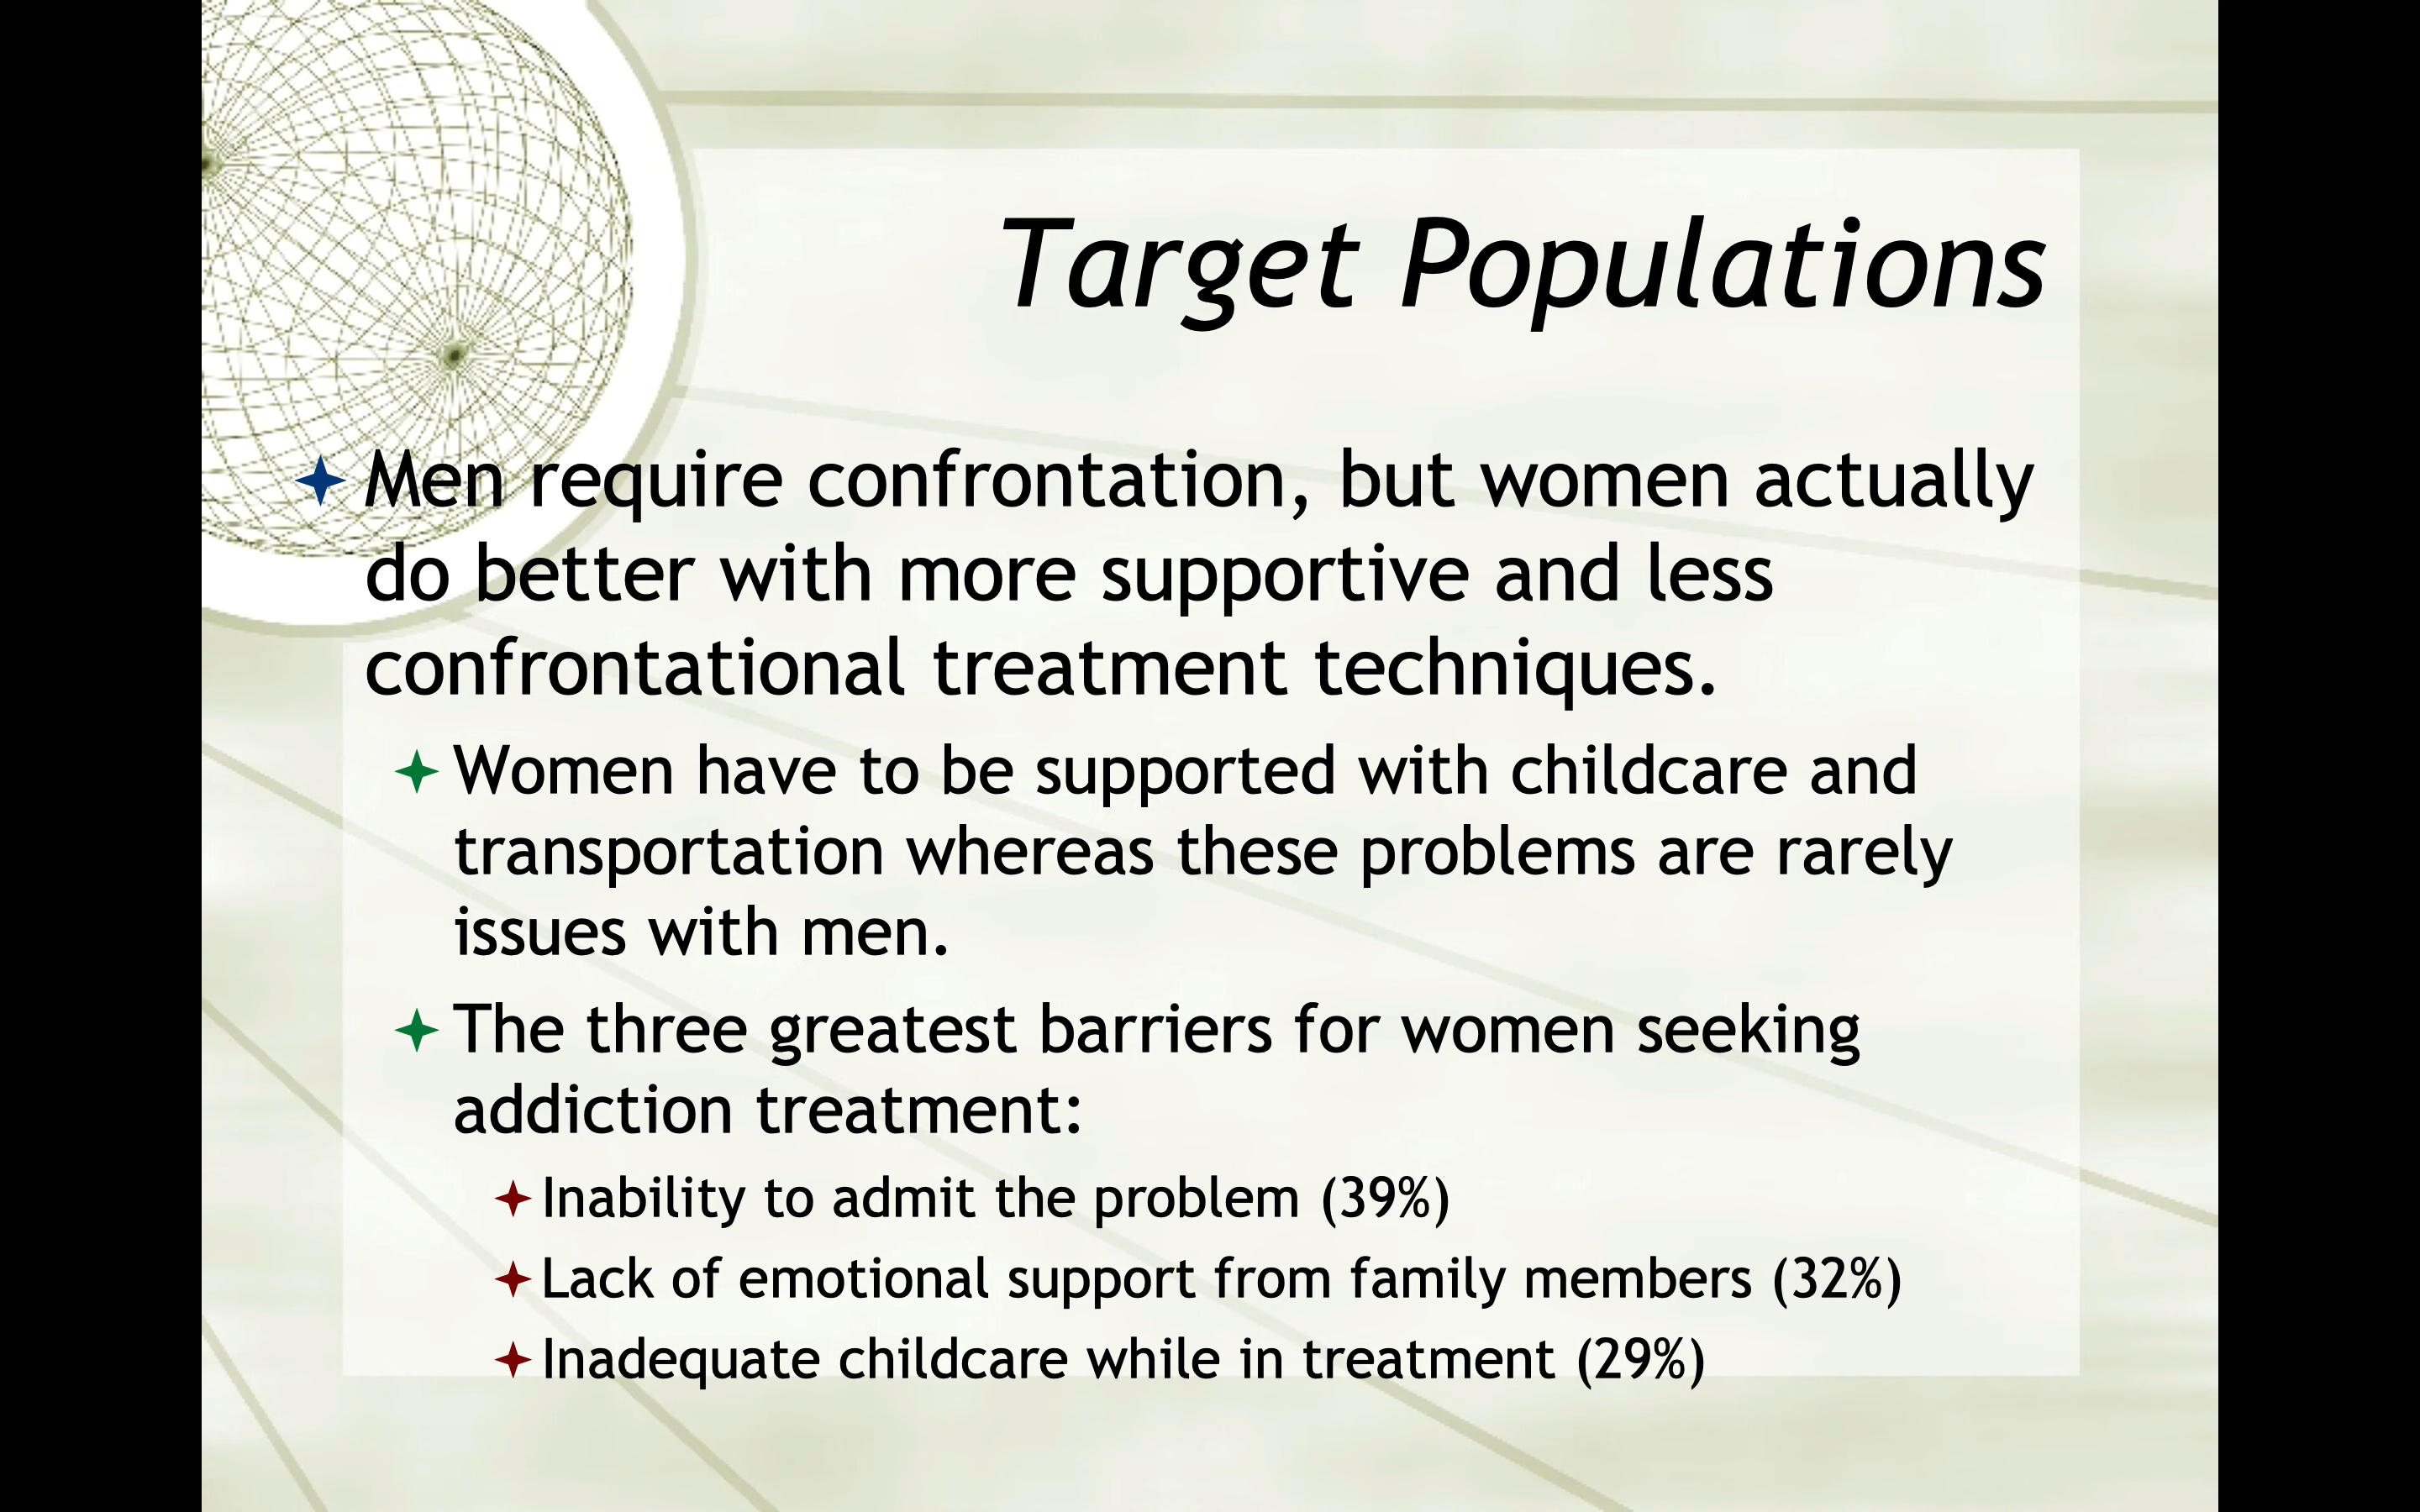 Target Populations
Men require confrontation, but women actually
do better with more supportive and less
confrontational treatment techniques.
Women have to be supported with childcare and
transportation whereas these problems are rarely
issues with men.
The three greatest barriers for women seeking
addiction treatment:
Inability to admit the problem (39%)
Lack of emotional support from family members (32%)
Inadequate childcare while in treatment (29%)